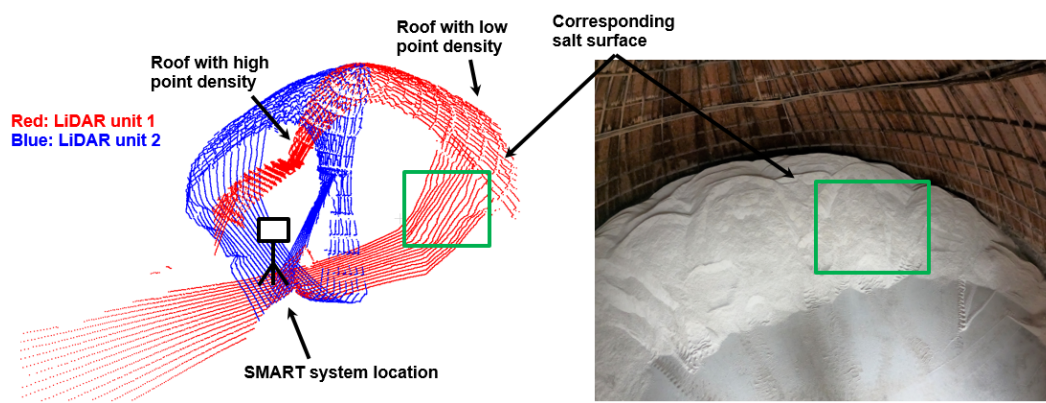 Roof with high
point density
Roof with low
point density
Corresponding
salt surface
Red: LiDAR unit 1
Blue: LiDAR unit 2
SMART system location